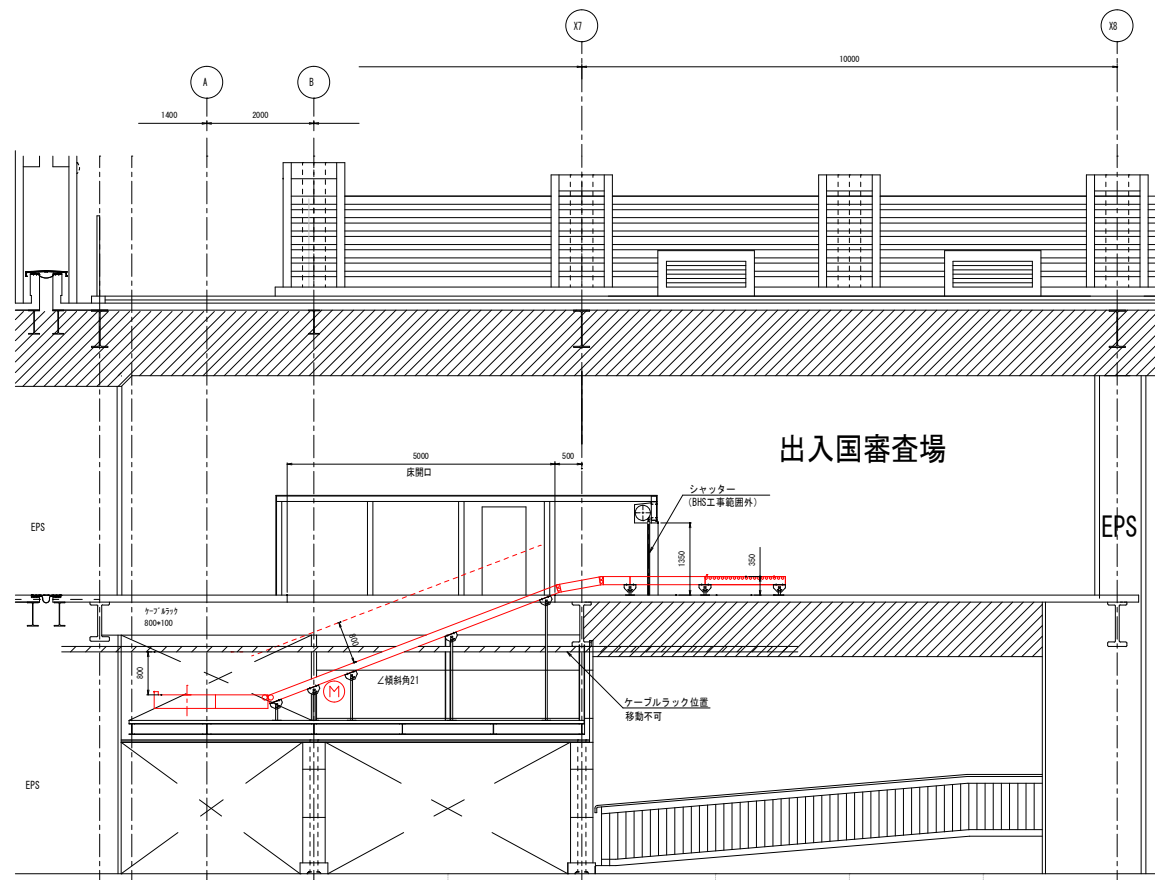 X7
X8
10000
A
B
1400
2000
出入国審査場
5000
500
床開口
シャッター
(BHS工事範囲外)
EPS
EPS
1350
350
ケーブルラック
800*100
800
800
∠傾斜角21
M
ケーブルラック位置
移動不可
EPS